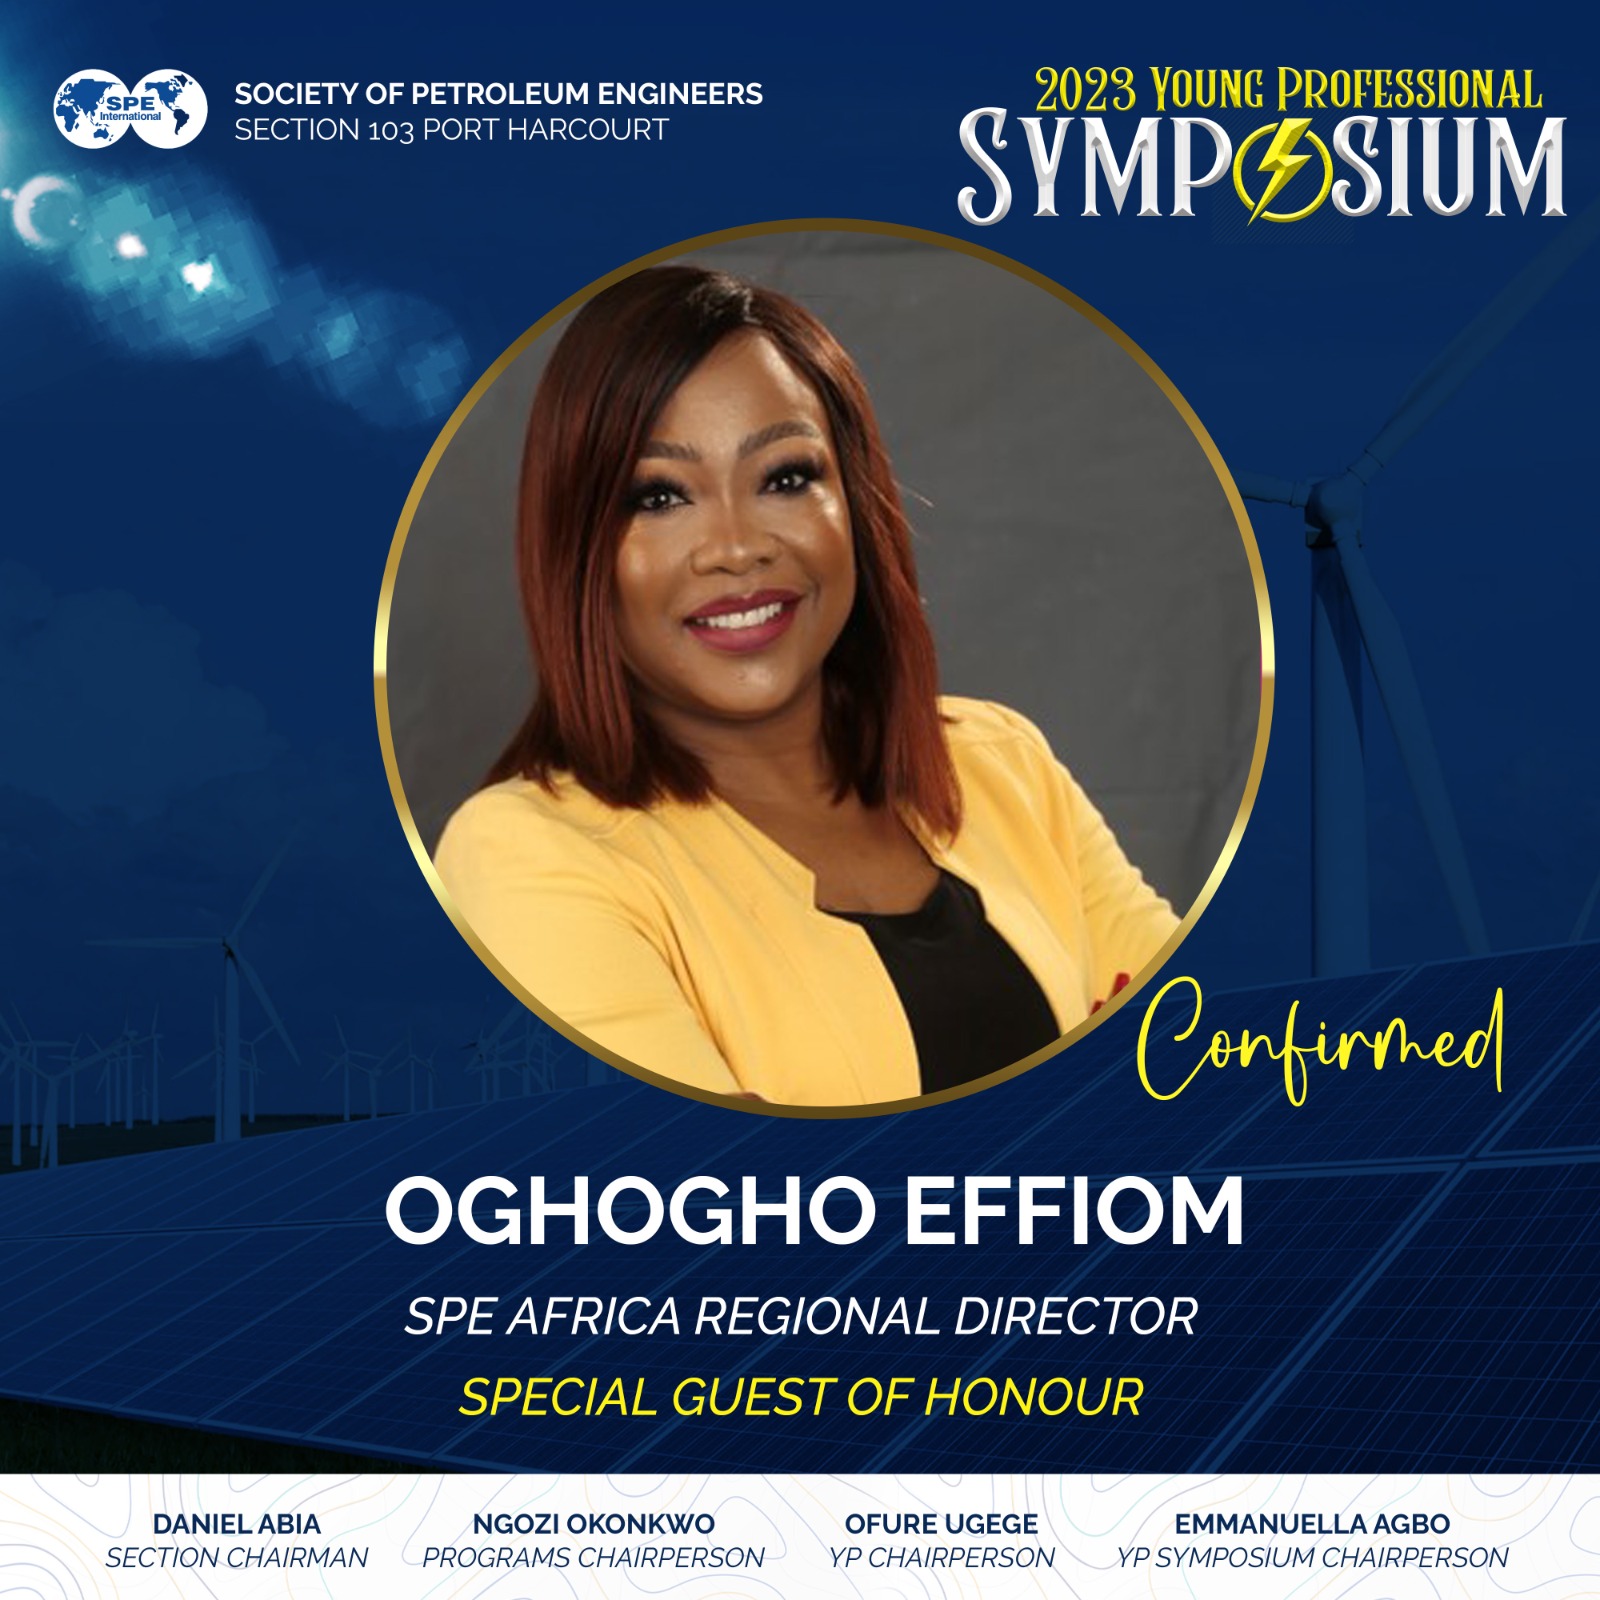 SPE
International
SOCIETY OF PETROLEUM ENGINEERS
SECTION 103 PORT HARCOURT
2023 YOUNG PROFESSIONAL
SYMPOSIUM
Confirmed
OGHOGHO EFFIOM
SPE AFRICA REGIONAL DIRECTOR
SPECIAL GUEST OF HONOUR
DANIEL ABIA
SECTION CHAIRMAN
NGOZI OKONKWO
PROGRAMS CHAIRPERSON
OFURE UGEGE
YP CHAIRPERSON
EMMANUELLA AGBO
YP SYMPOSIUM CHAIRPERSON